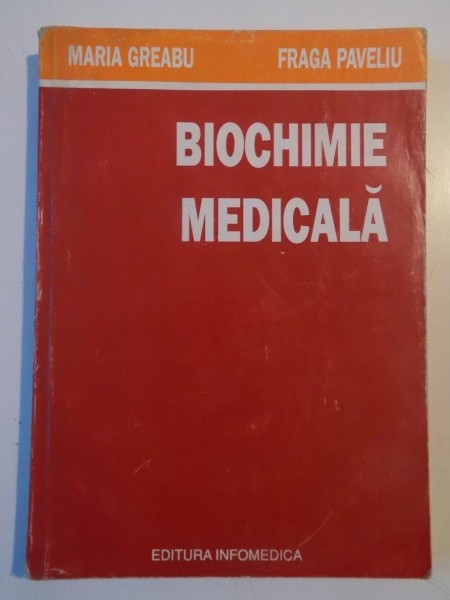 MARIA GREABU FRAGA PAVELIU
BIOCHIMIE
MEDICALĂ
EDITURA INFOMEDICA